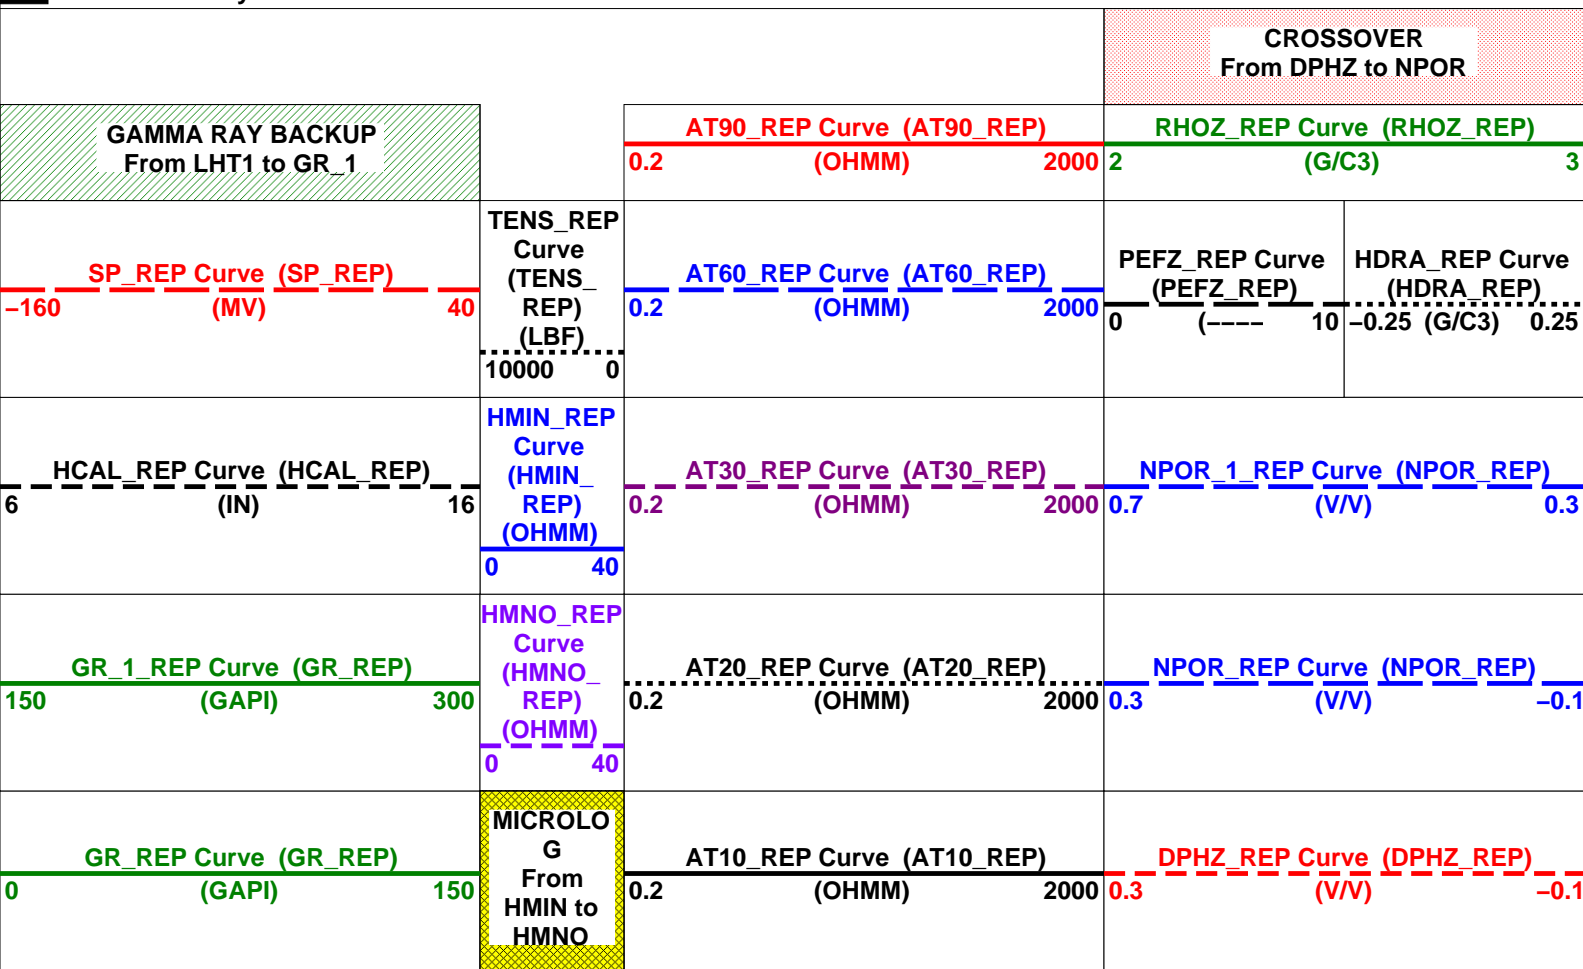 CROSSOVER
From DPHZ to NPOR
GAMMA RAY BACKUP
From LHT1 to GR_1
AT90_REP Curve (AT90_REP)
0.2 (OHMM) 2000
RHOZ_REP Curve (RHOZ_REP)
2 (G/C3) 3
SP_REP Curve (SP_REP)
−160 (MV) 40
TENS_REP
Curve
(TENS_
REP)
(LBF)
10000 0
AT60_REP Curve (AT60_REP)
0.2 (OHMM) 2000
PEFZ_REP Curve
(PEFZ_REP)
0 (−−−− 10
HDRA_REP Curve
(HDRA_REP)
−0.25 (G/C3) 0.25
HCAL_REP Curve (HCAL_REP)
6 (IN) 16
HMIN_REP
Curve
(HMIN_
REP)
(OHMM)
0 40
AT30_REP Curve (AT30_REP)
0.2 (OHMM) 2000
NPOR_1_REP Curve (NPOR_REP)
0.7 (V/V) 0.3
GR_1_REP Curve (GR_REP)
150 (GAPI) 300
HMNO_REP
Curve
(HMNO_
REP)
(OHMM)
0 40
AT20_REP Curve (AT20_REP)
0.2 (OHMM) 2000
NPOR_REP Curve (NPOR_REP)
0.3 (V/V) −0.1
GR_REP Curve (GR_REP)
0 (GAPI) 150
MICROLO
G
From
HMIN to
HMNO
AT10_REP Curve (AT10_REP)
0.2 (OHMM) 2000
DPHZ_REP Curve (DPHZ_REP)
0.3 (V/V) −0.1